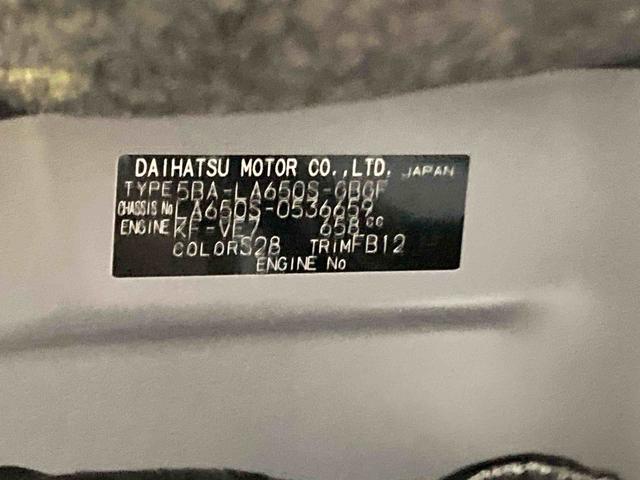 DAIHATSU MOTOR CO.,LTD. JAPAN
TYPE 5BA-LA650S-GBGF
CHASSIS No LA650S-0536659
ENGINE KF-VE7 658 cc
COLOR S28 TRIM FB12
ENGINE No